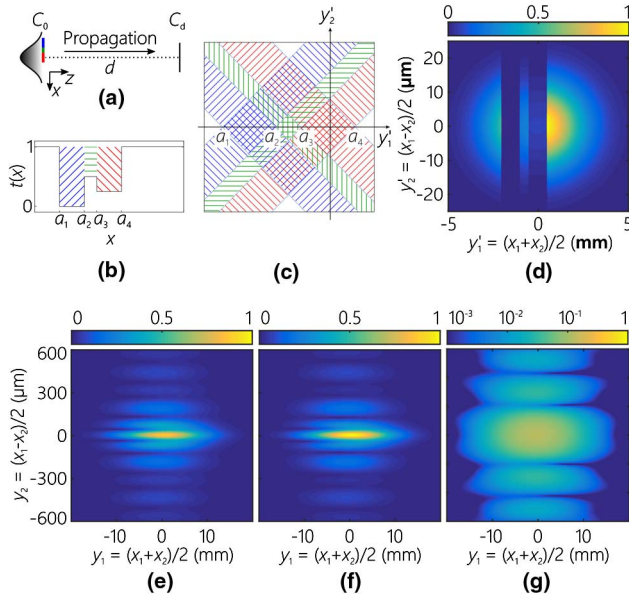 C₀ Propagation C_d
d
x z
(a)
t(x)
1
0
a₁ a₂ a₃ a₄
x
(b)
y'₂
a₁ a₂ a₃ a₄ y'₁
(c)
0 0.5 1
y'₂ = (x₁-x₂)/2 (µm)
20
10
0
-10
-20
-5 0 5
y'₁ = (x₁+x₂)/2 (mm)
(d)
0 0.5 1
0 0.5 1
10⁻³ 10⁻² 10⁻¹ 1
y₂ = (x₁-x₂)/2 (µm)
600
300
0
-300
-600
-10 0 10
-10 0 10
-10 0 10
y₁ = (x₁+x₂)/2 (mm)
y₁ = (x₁+x₂)/2 (mm)
y₁ = (x₁+x₂)/2 (mm)
(e) (f) (g)